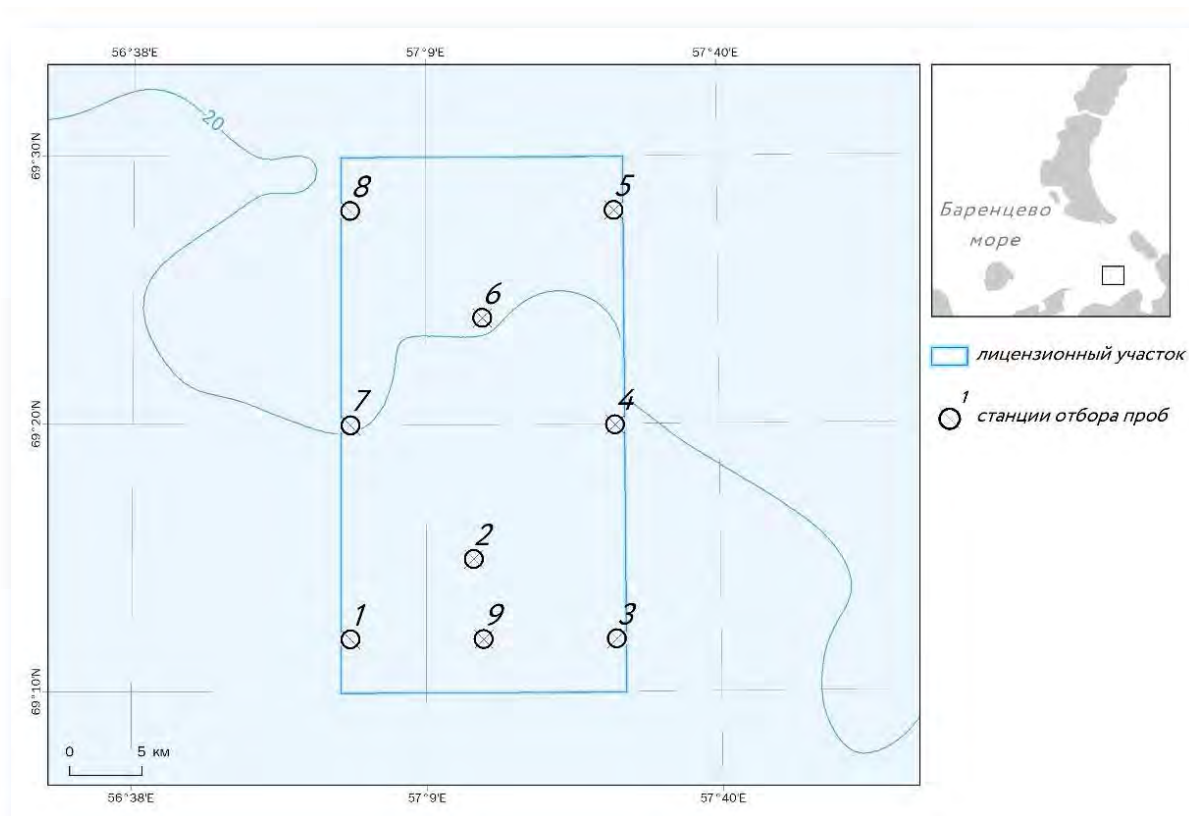 56°38'E 57°9'E 57°40'E
20
69°30'N
8 5
Баренцево
море
6
лицензионный участок
7 4
1
станции отбора проб
69°20'N
2
1 9 3
69°10'N
0 5 км
56°38'E 57°9'E 57°40'E